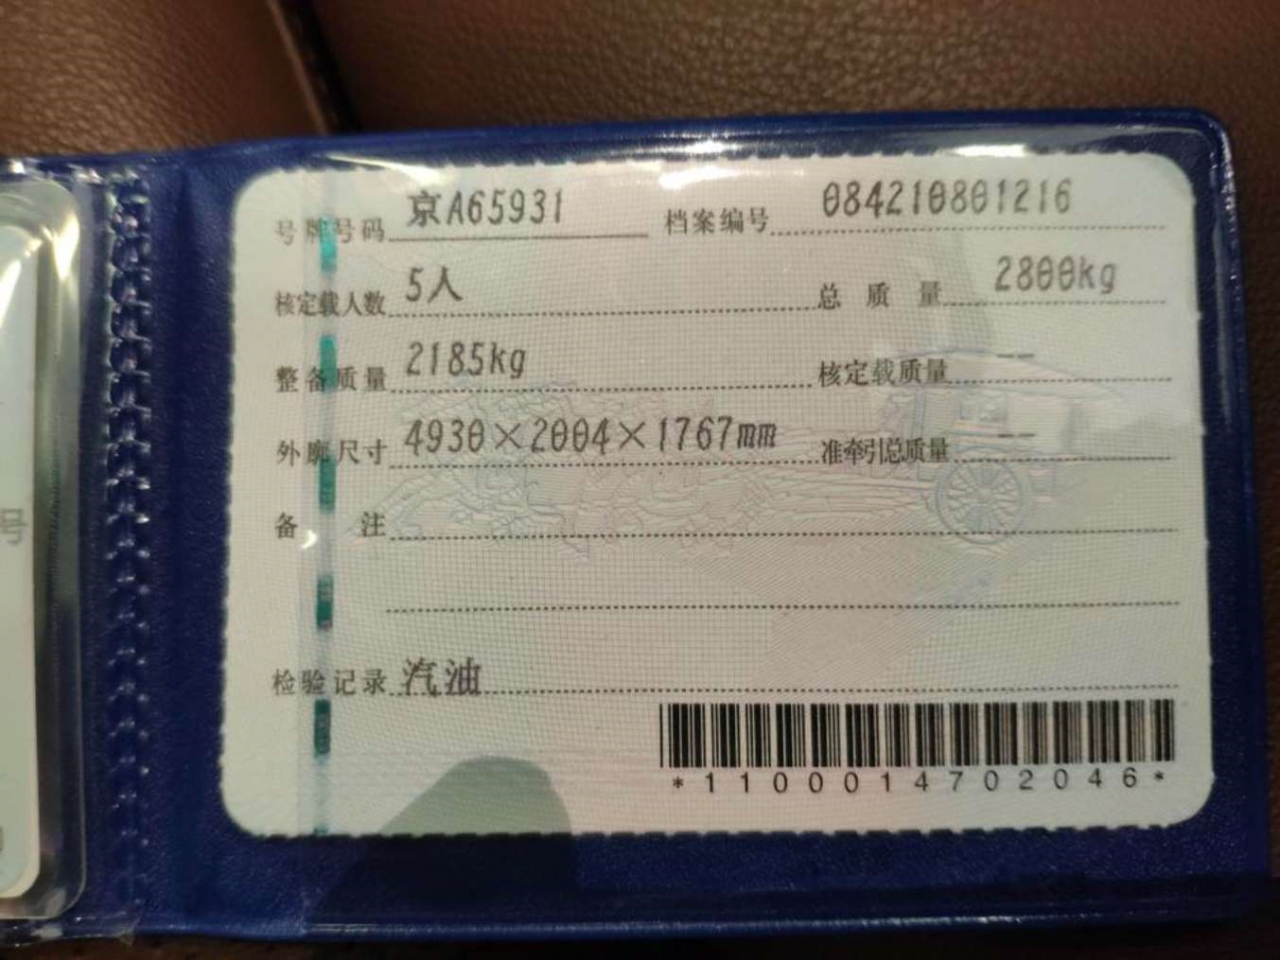 号牌号码 京A65931 档案编号 084210801216
核定载人数 5人 总质量 2800kg
整备质量 2185kg 核定载质量 --
外廓尺寸 4930×2004×1767mm 准牵引总质量 --
备注
检验记录 汽油
*1100014702046*
号